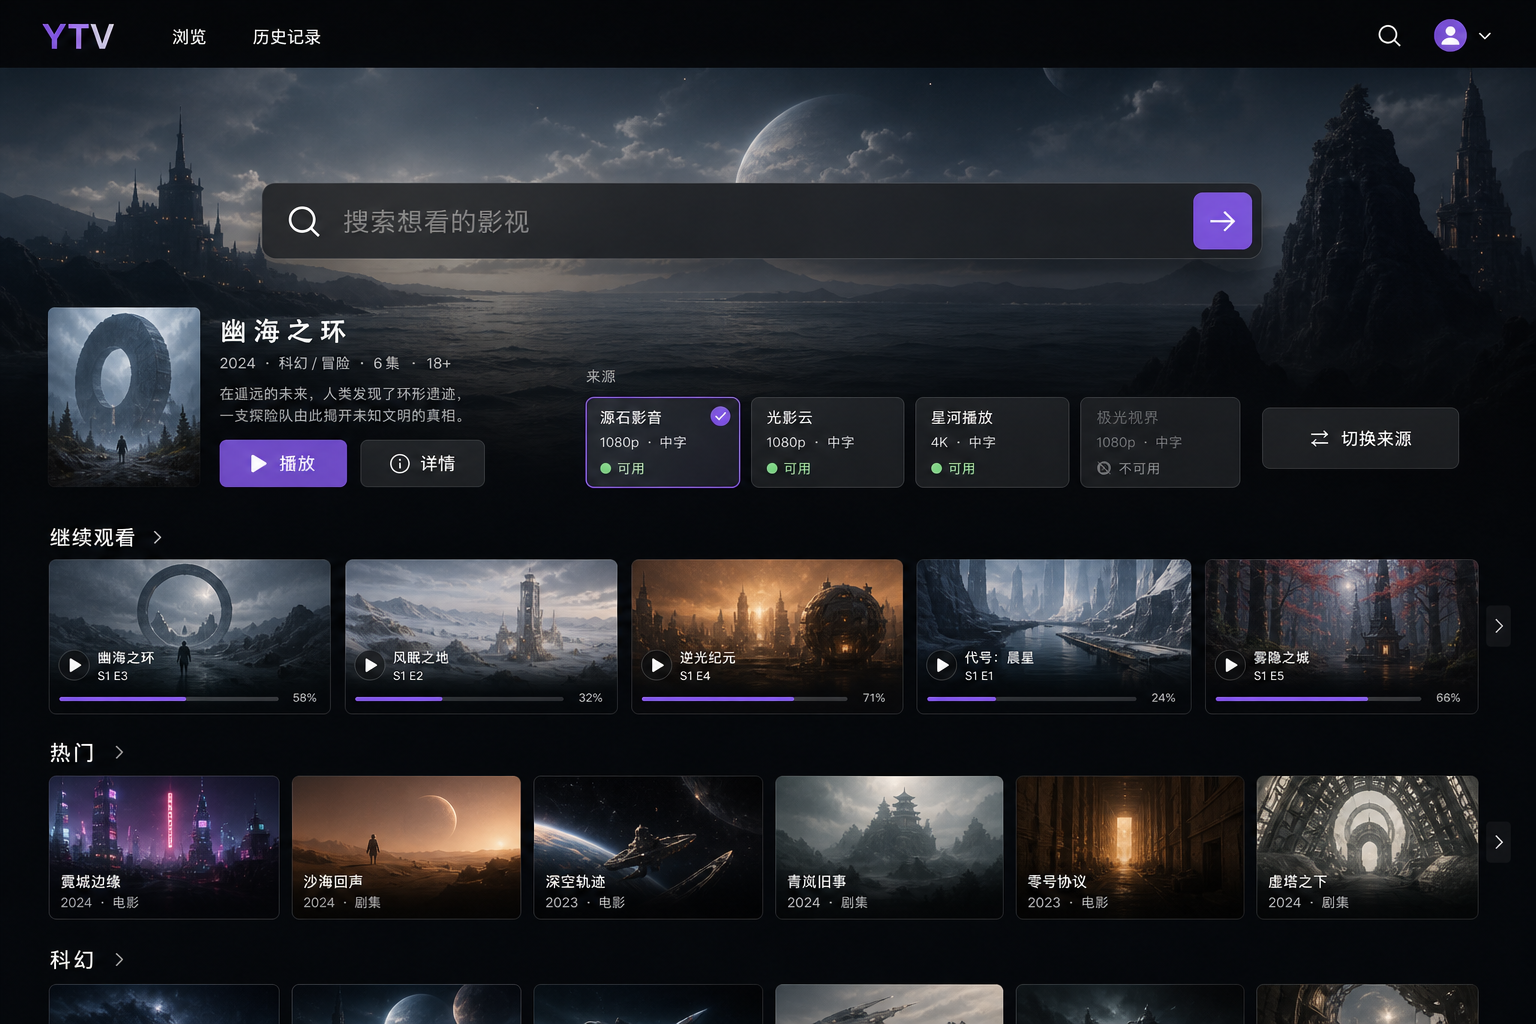 YTV
浏览
历史记录
搜索想看的影视
幽海之环
2024 · 科幻 / 冒险 · 6 集 · 18+
在遥远的未来，人类发现了环形遗迹，
一支探险队由此揭开未知文明的真相。
播放
详情
来源
源石影音
1080p · 中字
可用
光影云
1080p · 中字
可用
星河播放
4K · 中字
可用
极光视界
1080p · 中字
不可用
切换来源
继续观看
幽海之环
S1 E3
58%
风眠之地
S1 E2
32%
逆光纪元
S1 E4
71%
代号：晨星
S1 E1
24%
雾隐之城
S1 E5
66%
热门
霓城边缘
2024 · 电影
沙海回声
2024 · 剧集
深空轨迹
2023 · 电影
青岚旧事
2024 · 剧集
零号协议
2023 · 电影
虚塔之下
2024 · 剧集
科幻